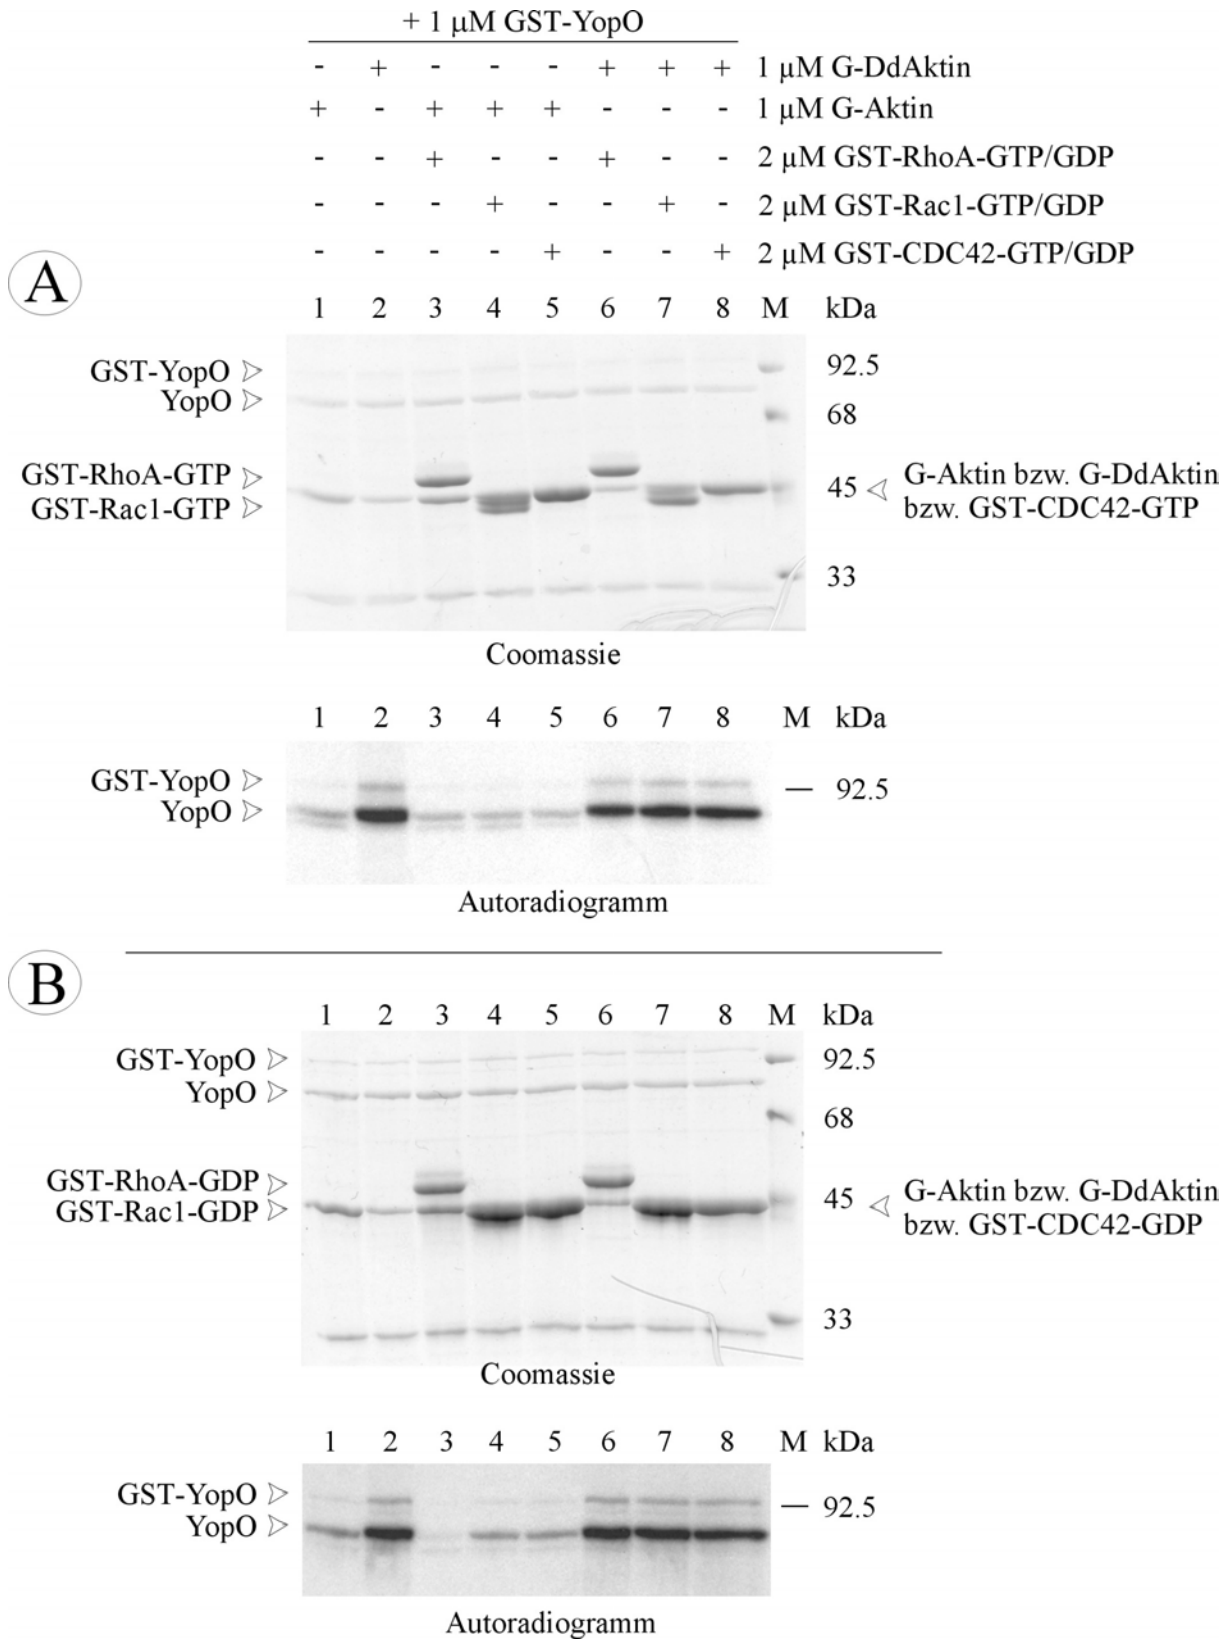 + 1 µM GST-YopO
- + - - - + + + 1 µM G-DdAktin
+ - + + + - - - 1 µM G-Aktin
- - + - - + - - 2 µM GST-RhoA-GTP/GDP
- - - + - - + - 2 µM GST-Rac1-GTP/GDP
- - - - + - - + 2 µM GST-CDC42-GTP/GDP
A
1 2 3 4 5 6 7 8 M kDa
GST-YopO 92.5
YopO 68
GST-RhoA-GTP
GST-Rac1-GTP
45 G-Aktin bzw. G-DdAktin
bzw. GST-CDC42-GTP
33
Coomassie
1 2 3 4 5 6 7 8 M kDa
GST-YopO
YopO
92.5
Autoradiogramm
B
1 2 3 4 5 6 7 8 M kDa
GST-YopO 92.5
YopO 68
GST-RhoA-GDP
GST-Rac1-GDP
45 G-Aktin bzw. G-DdAktin
bzw. GST-CDC42-GDP
33
Coomassie
1 2 3 4 5 6 7 8 M kDa
GST-YopO
YopO
92.5
Autoradiogramm